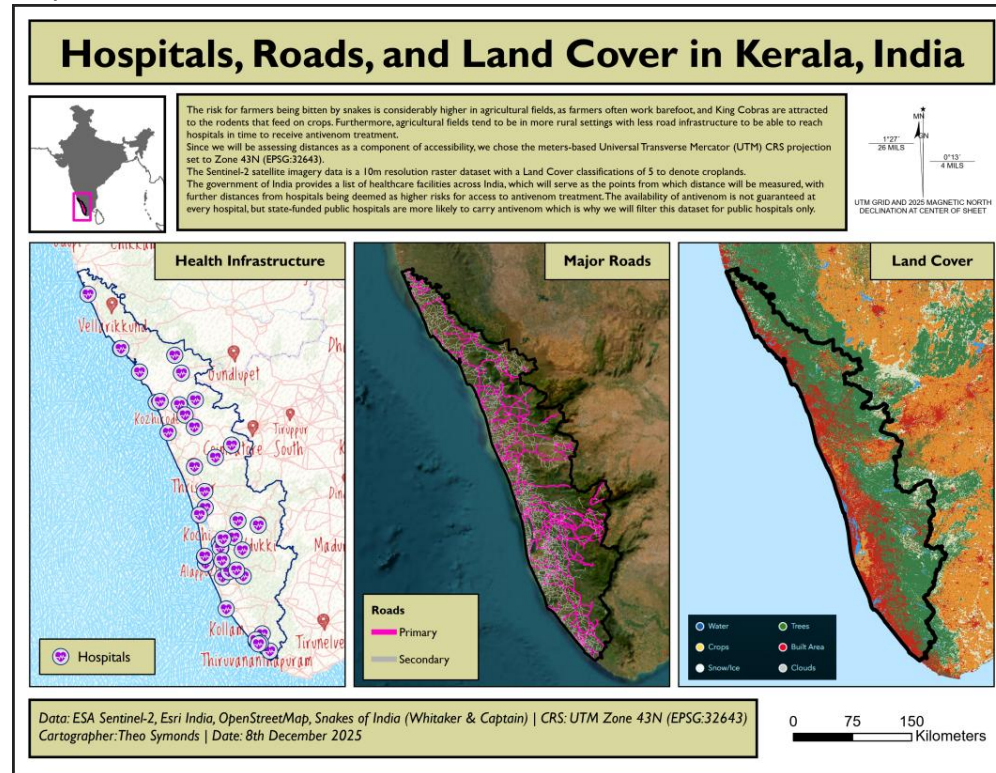 Hospitals, Roads, and Land Cover in Kerala, India
The risk for farmers being bitten by snakes is considerably higher in agricultural fields, as farmers often work barefoot, and King Cobras are attracted
to the rodents that feed on crops. Furthermore, agricultural fields tend to be in more rural settings with less road infrastructure to be able to reach
hospitals in time to receive antivenom treatment.
Since we will be assessing distances as a component of accessibility, we chose the meters-based Universal Transverse Mercator (UTM) CRS projection
set to Zone 43N (EPSG:32643).
The Sentinel-2 satellite imagery data is a 10m resolution raster dataset with a Land Cover classifications of 5 to denote croplands.
The government of India provides a list of healthcare facilities across India, which will serve as the points from which distance will be measured, with
further distances from hospitals being deemed as higher risks for access to antivenom treatment. The availability of antivenom is not guaranteed at
every hospital, but state-funded public hospitals are more likely to carry antivenom which is why we will filter this dataset for public hospitals only.
MN
GN
1°27´
26 MILS
0°13´
4 MILS
UTM GRID AND 2025 MAGNETIC NORTH
DECLINATION AT CENTER OF SHEET
Health Infrastructure
Vellarikkund
Gundlupet
Tiruppur
South
Kollam
Tirunelve
Thiruvananthapuram
Hospitals
Major Roads
Roads
Primary
Secondary
Land Cover
Water
Trees
Crops
Built Area
Snow/Ice
Clouds
Data: ESA Sentinel-2, Esri India, OpenStreetMap, Snakes of India (Whitaker & Captain) | CRS: UTM Zone 43N (EPSG:32643)
Cartographer: Theo Symonds | Date: 8th December 2025
0 75 150
Kilometers